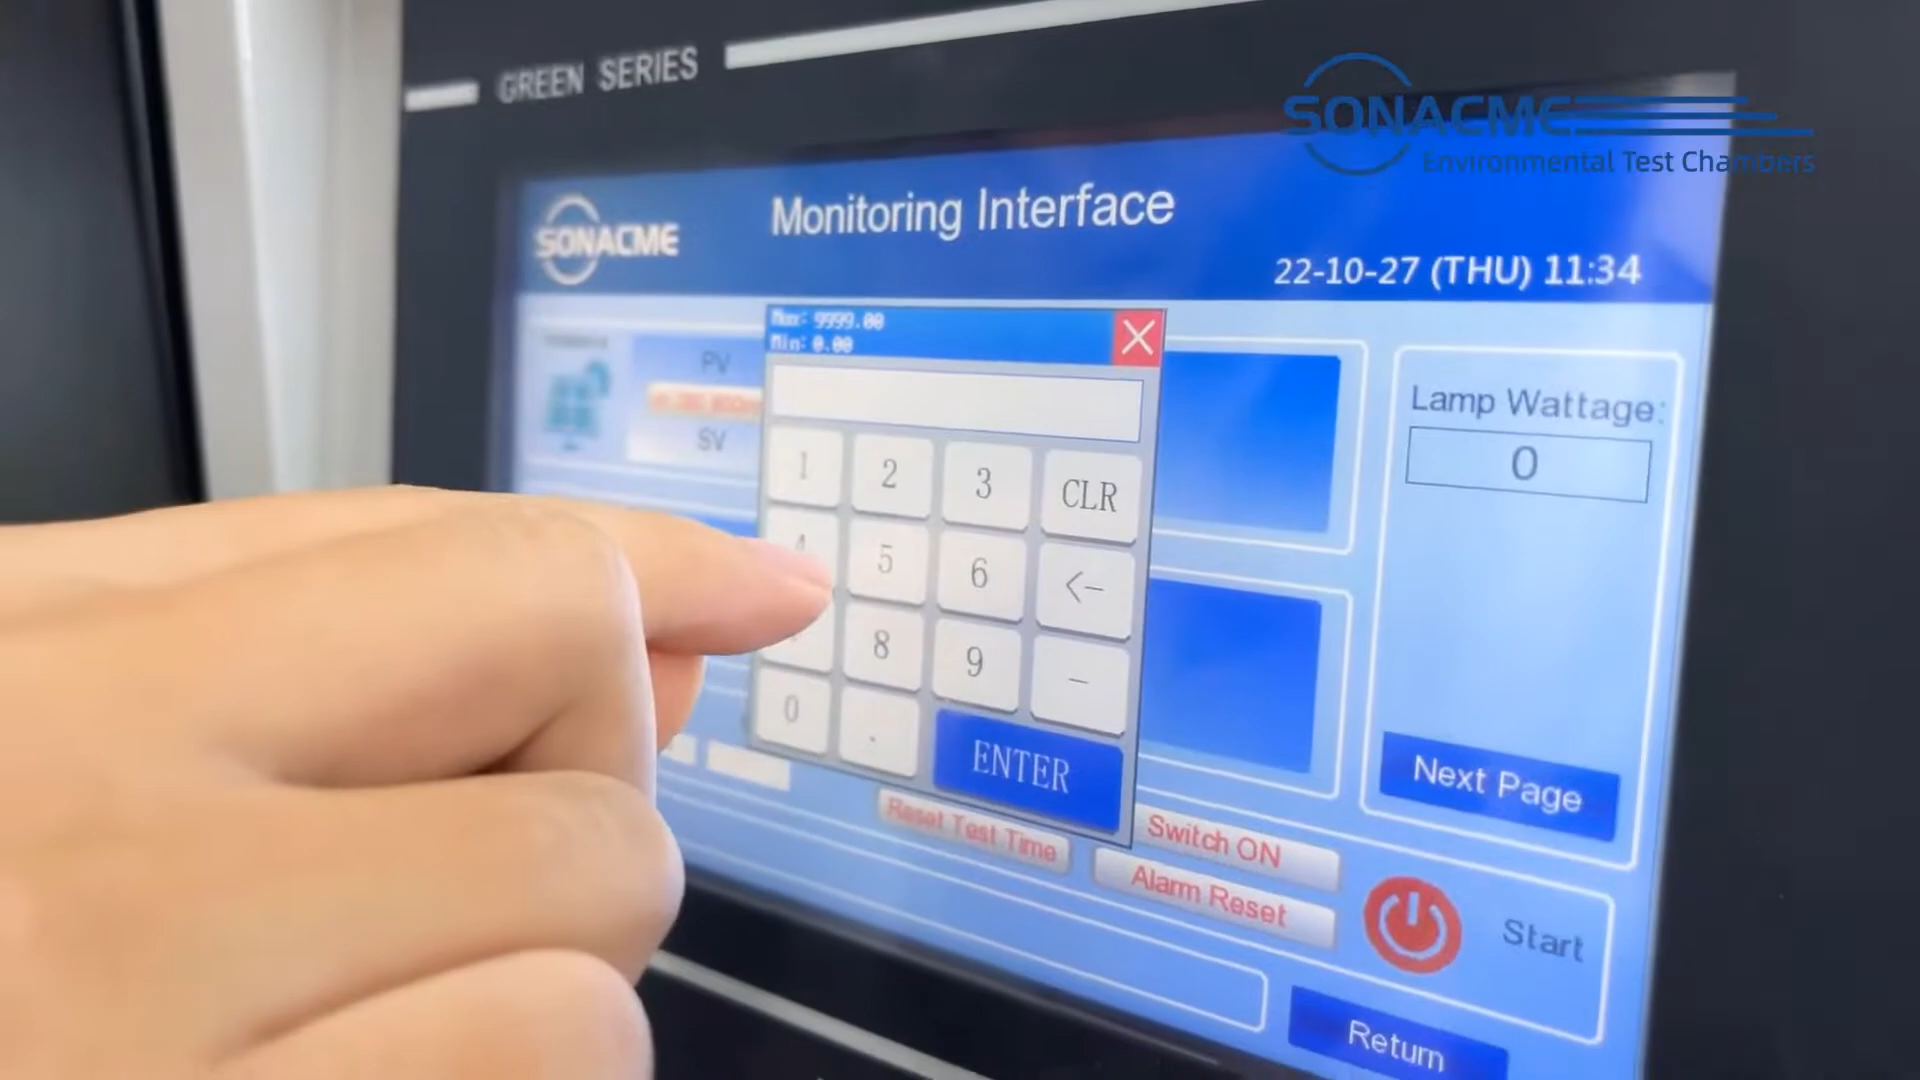 GREEN SERIES
SONACME
Environmental Test Chambers
SONACME
Monitoring Interface
22-10-27 (THU) 11:34
Max: 9999.00
Min: 0.00
PV
SV
Lamp Wattage:
0
1 2 3 CLR
4 5 6 <-
8 9 -
0 . ENTER
Next Page
Reset Test Time
Switch ON
Alarm Reset
Start
Return